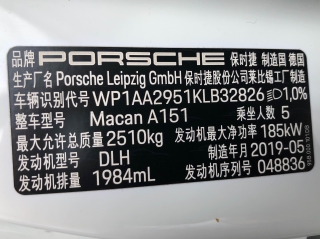 品牌 PORSCHE 保时捷 制造国 德国
生产厂名 Porsche Leipzig GmbH 保时捷股份公司莱比锡工厂制造
车辆识别代号 WP1AA2951KLB32826 1,0%
整车型号 Macan A151 乘坐人数 5
最大允许总质量 2510kg 发动机最大净功率 185kW
发动机型号 DLH 制造年月 2019-05
发动机排量 1984mL 发动机序列号 048836